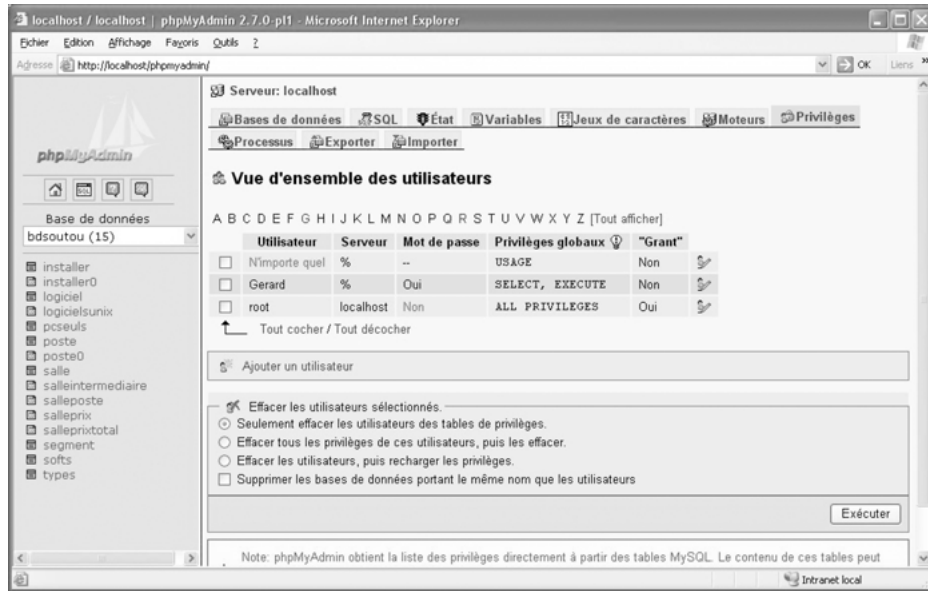 localhost / localhost | phpMyAdmin 2.7.0-pl1 - Microsoft Internet Explorer
Fichier Edition Affichage Favoris Outils ?
Adresse http://localhost/phpmyadmin/ OK Liens »
phpMyAdmin
Base de données
bdsoutou (15)
installer
installer0
logiciel
logicielsunix
pcseuls
poste
poste0
salle
salleintermediaire
salleposte
salleprix
salleprixtotal
segment
softs
types
Serveur: localhost
Bases de données SQL État Variables Jeux de caractères Moteurs Privilèges
Processus Exporter Importer
Vue d'ensemble des utilisateurs
A B C D E F G H I J K L M N O P Q R S T U V W X Y Z [Tout afficher]
Utilisateur Serveur Mot de passe Privilèges globaux "Grant"
N'importe quel % -- USAGE Non
Gerard % Oui SELECT, EXECUTE Non
root localhost Non ALL PRIVILEGES Oui
Tout cocher / Tout décocher
Ajouter un utilisateur
Effacer les utilisateurs sélectionnés.
Seulement effacer les utilisateurs des tables de privilèges.
Effacer tous les privilèges de ces utilisateurs, puis les effacer.
Effacer les utilisateurs, puis recharger les privilèges.
Supprimer les bases de données portant le même nom que les utilisateurs
Exécuter
Note: phpMyAdmin obtient la liste des privilèges directement à partir des tables MySQL. Le contenu de ces tables peut
Intranet local